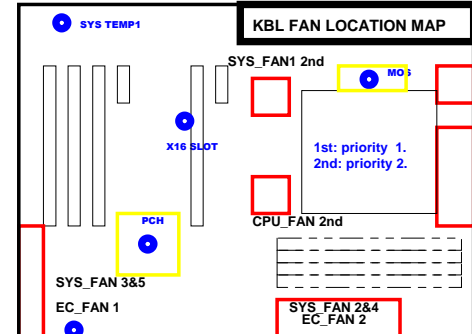 SYS TEMP1
KBL FAN LOCATION MAP
SYS_FAN1 2nd
MOS
X16 SLOT
1st: priority 1.
2nd: priority 2.
PCH
CPU_FAN 2nd
SYS_FAN 3&5
EC_FAN 1
SYS_FAN 2&4
EC_FAN 2